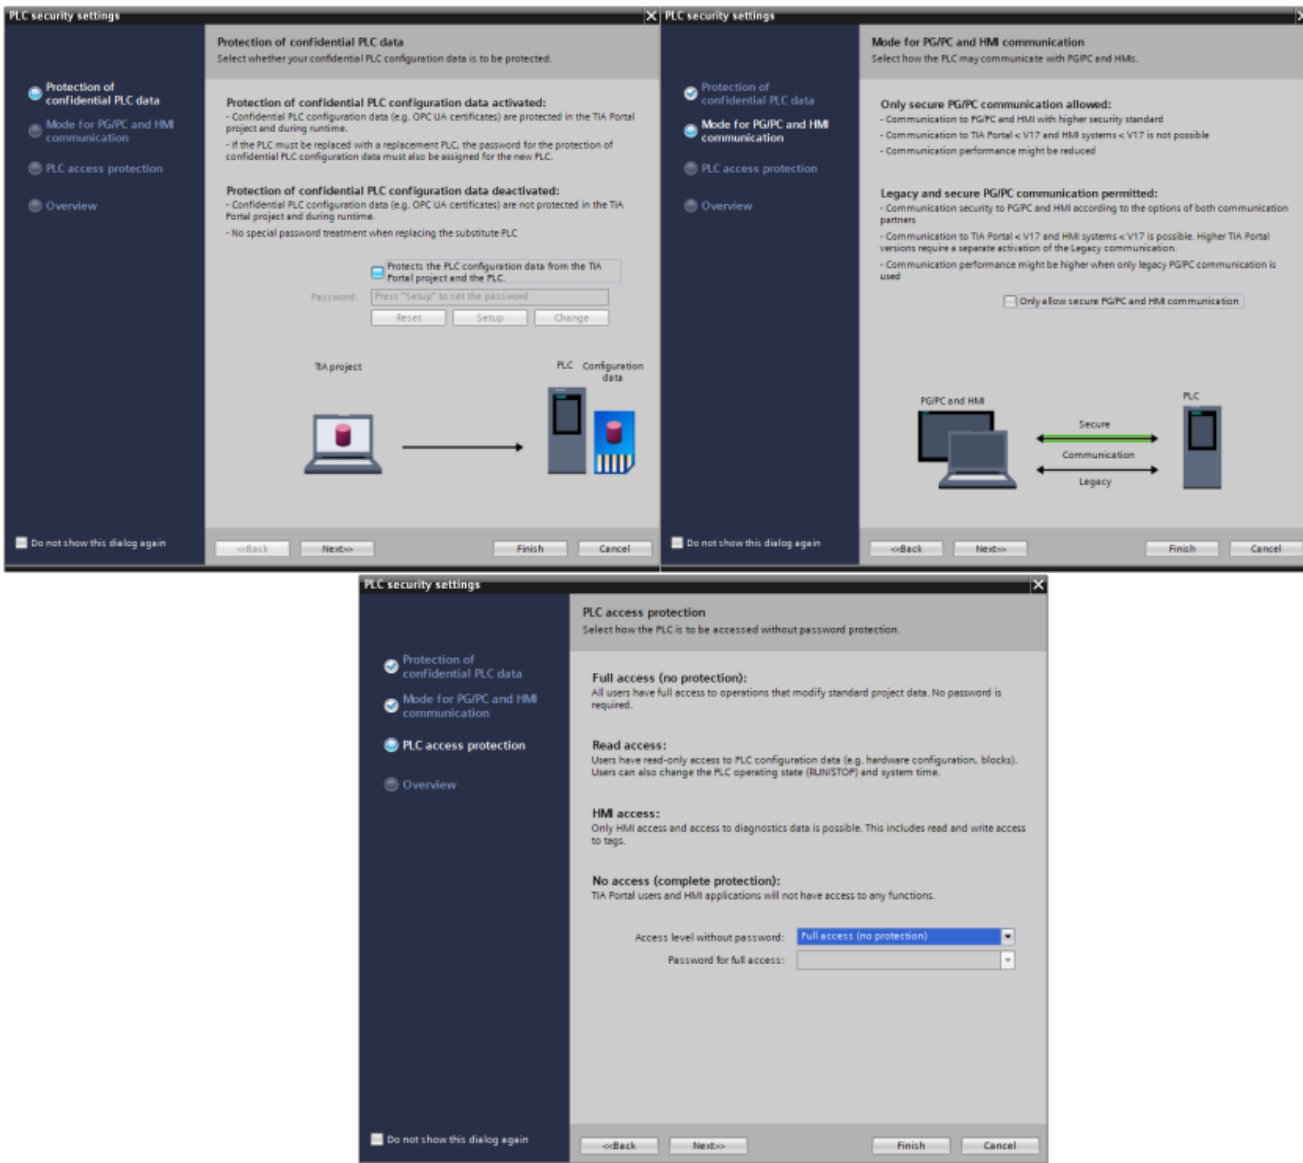 PLC security settings
Protection of confidential PLC data
Select whether your confidential PLC configuration data is to be protected.
Protection of
confidential PLC data
Mode for PG/PC and HMI
communication
PLC access protection
Overview
Protection of confidential PLC configuration data activated:
- Confidential PLC configuration data (e.g. OPC UA certificates) are protected in the TIA Portal
project and during runtime.
- If the PLC must be replaced with a replacement PLC, the password for the protection of
confidential PLC configuration data must also be assigned for the new PLC.
Protection of confidential PLC configuration data deactivated:
- Confidential PLC configuration data (e.g. OPC UA certificates) are not protected in the TIA
Portal project and during runtime.
- No special password treatment when replacing the substitute PLC
Protects the PLC configuration data from the TIA
Portal project and the PLC.
Password: Press "Setup" to set the password
Reset Setup Change
TIA project
PLC Configuration
data
Do not show this dialog again
<<Back Next>> Finish Cancel
PLC security settings
Mode for PG/PC and HMI communication
Select how the PLC may communicate with PG/PC and HMIs.
Protection of
confidential PLC data
Mode for PG/PC and HMI
communication
PLC access protection
Overview
Only secure PG/PC communication allowed:
- Communication to PG/PC and HMI with higher security standard
- Communication to TIA Portal < V17 and HMI systems < V17 is not possible
- Communication performance might be reduced
Legacy and secure PG/PC communication permitted:
- Communication security to PG/PC and HMI according to the options of both communication
partners
- Communication to TIA Portal < V17 and HMI systems < V17 is possible. Higher TIA Portal
versions require a separate activation of the Legacy communication.
- Communication performance might be higher when only legacy PG/PC communication is
used
Only allow secure PG/PC and HMI communication
PG/PC and HMI
PLC
Secure
Communication
Legacy
Do not show this dialog again
<<Back Next>> Finish Cancel
PLC security settings
PLC access protection
Select how the PLC is to be accessed without password protection.
Protection of
confidential PLC data
Mode for PG/PC and HMI
communication
PLC access protection
Overview
Full access (no protection):
All users have full access to operations that modify standard project data. No password is
required.
Read access:
Users have read-only access to PLC configuration data (e.g. hardware configuration, blocks).
Users can also change the PLC operating state (RUN/STOP) and system time.
HMI access:
Only HMI access and access to diagnostics data is possible. This includes read and write access
to tags.
No access (complete protection):
TIA Portal users and HMI applications will not have access to any functions.
Access level without password: Full access (no protection)
Password for full access:
Do not show this dialog again
<<Back Next>> Finish Cancel